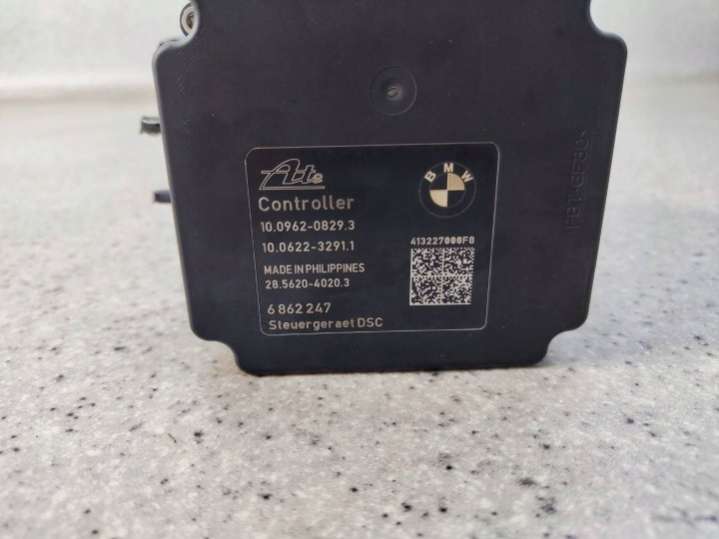 Ate
BMW
Controller
10.0962-0829.3
10.0622-3291.1
413227000F0
MADE IN PHILIPPINES
28.5620-4020.3
6 862 247
Steuergeraet DSC